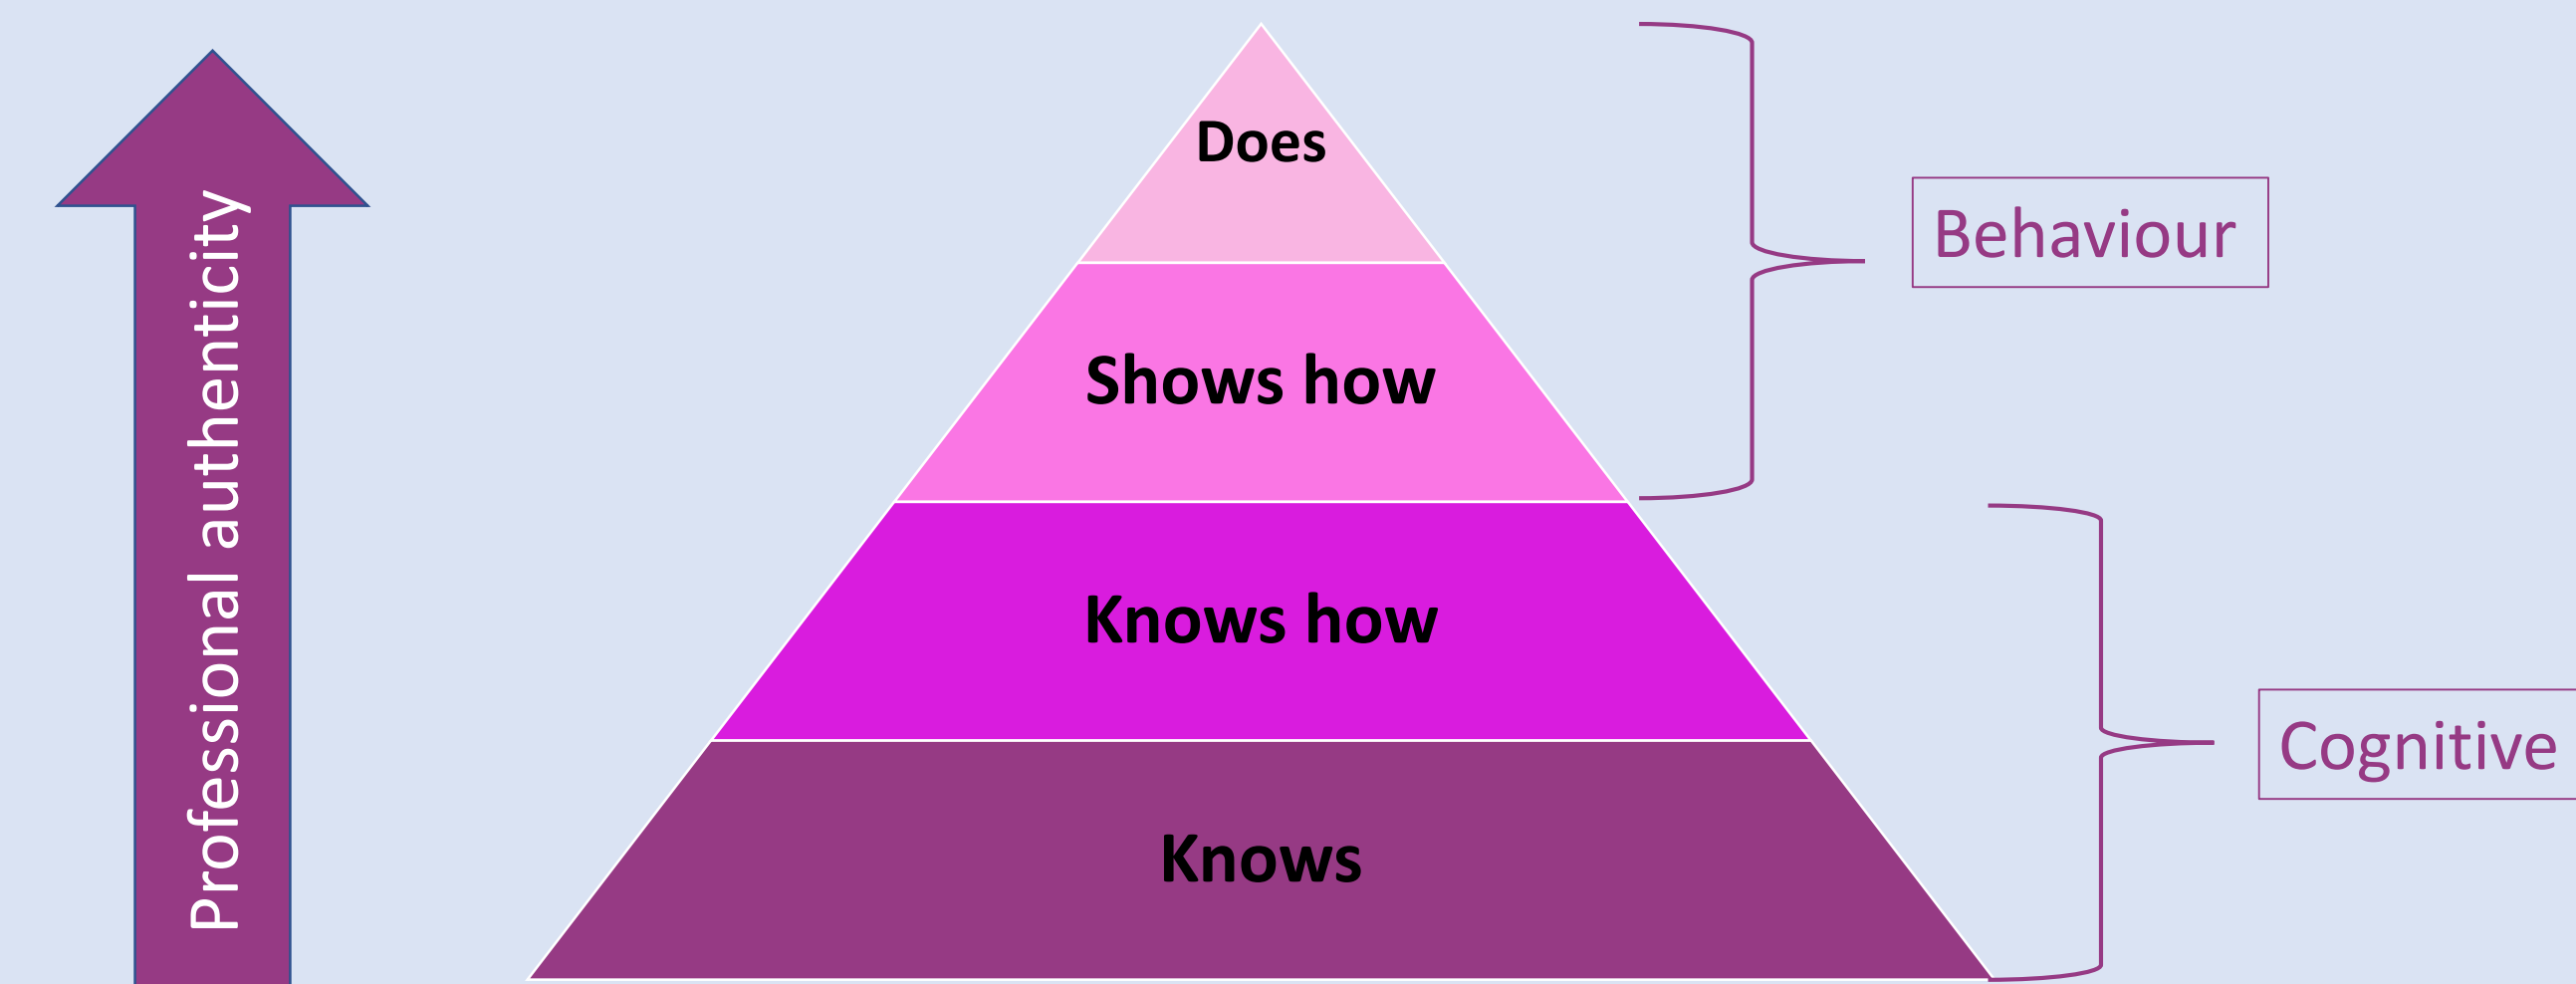 Professional authenticity
Does
Shows how
Knows how
Knows
Behaviour
Cognitive